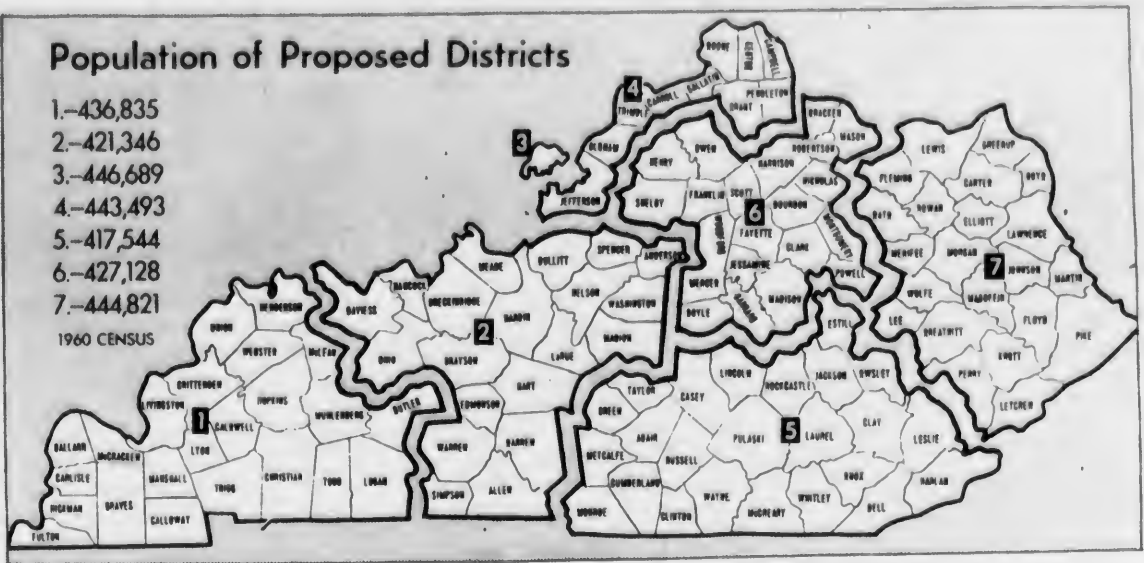 Population of Proposed Districts
1.–436,835
2.–421,346
3.–446,689
4.–443,493
5.–417,544
6.–427,128
7.–444,821
1960 CENSUS
BOONE
KENTON
CAMPBELL
4
TRIMBLE
CARROLL
GALLATIN
GRANT
PENDLETON
3
OLDHAM
JEFFERSON
BRACKEN
MASON
HENRY
OWEN
HARRISON
ROBERTSON
NICHOLAS
SHELBY
FRANKLIN
SCOTT
BOURBON
6
WOODFORD
FAYETTE
CLARK
MONTGOMERY
JESSAMINE
POWELL
MERCER
MADISON
BOYLE
GARRARD
LEWIS
GREENUP
FLEMING
CARTER
BOYD
BATH
ROWAN
ELLIOTT
LAWRENCE
MENIFEE
MORGAN
7
JOHNSON
MARTIN
WOLFE
MAGOFFIN
LEE
BREATHITT
FLOYD
PIKE
KNOTT
PERRY
LETCHER
SPENCER
ANDERSON
BULLITT
MEADE
HANCOCK
BRECKINRIDGE
NELSON
DAVIESS
HARDIN
WASHINGTON
2
MARION
OHIO
GRAYSON
LaRUE
HART
EDMONSON
WARREN
BARREN
SIMPSON
ALLEN
HENDERSON
UNION
WEBSTER
McLEAN
CRITTENDEN
LIVINGSTON
HOPKINS
MUHLENBERG
BUTLER
1
CALDWELL
BALLARD
McCRACKEN
LYON
CARLISLE
MARSHALL
CHRISTIAN
TODD
LOGAN
HICKMAN
GRAVES
TRIGG
CALLOWAY
FULTON
ESTILL
LINCOLN
ROCKCASTLE
JACKSON
OWSLEY
TAYLOR
CASEY
GREEN
ADAIR
PULASKI
5
LAUREL
CLAY
LESLIE
METCALFE
RUSSELL
CUMBERLAND
KNOX
HARLAN
MONROE
CLINTON
WAYNE
McCREARY
WHITLEY
BELL